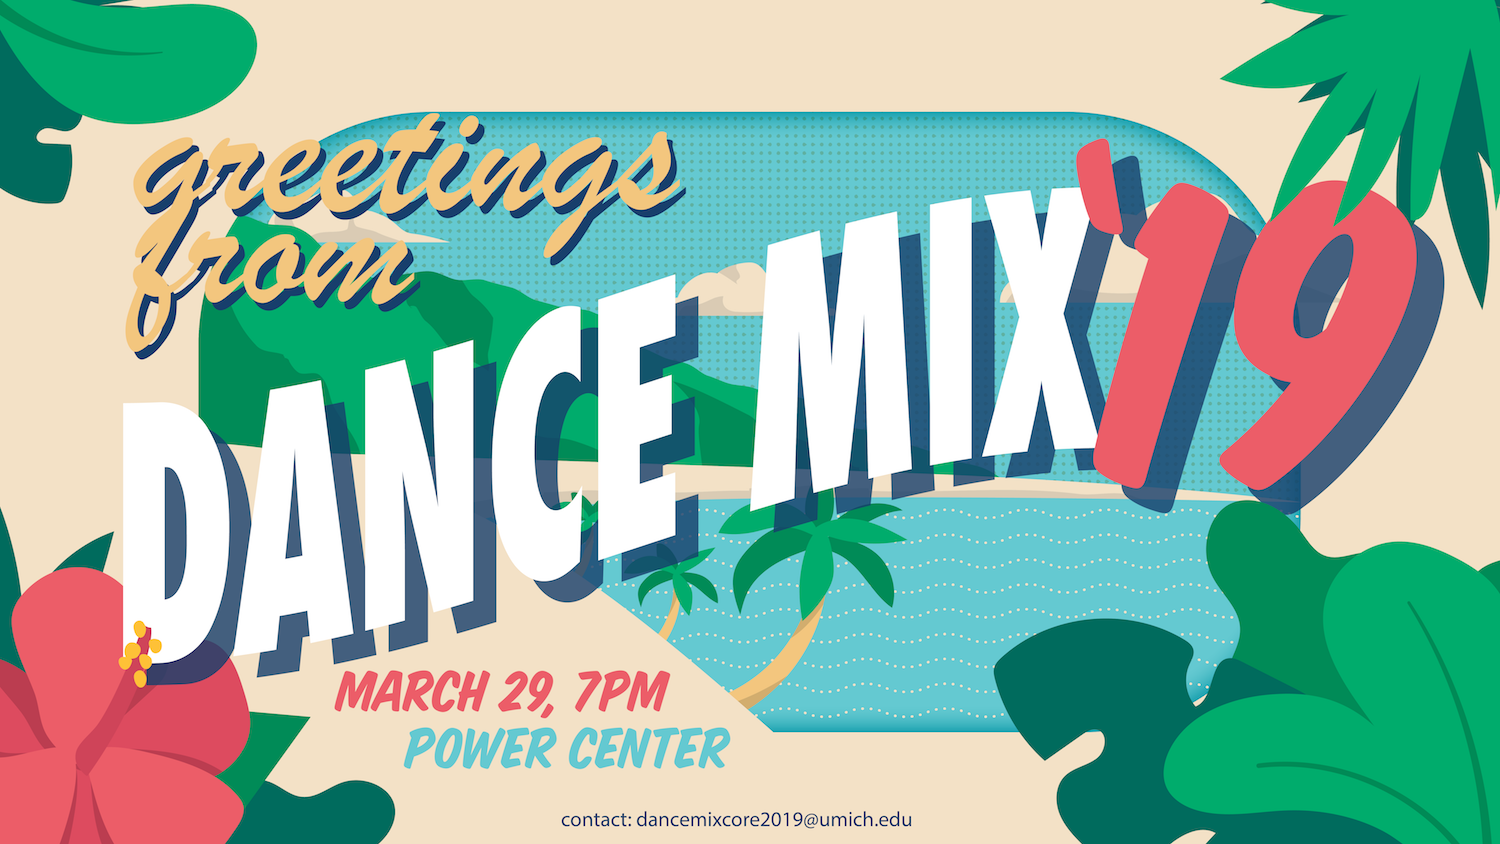 greetings
from
DANCE MIX '19
MARCH 29, 7PM
POWER CENTER
contact: dancemixcore2019@umich.edu